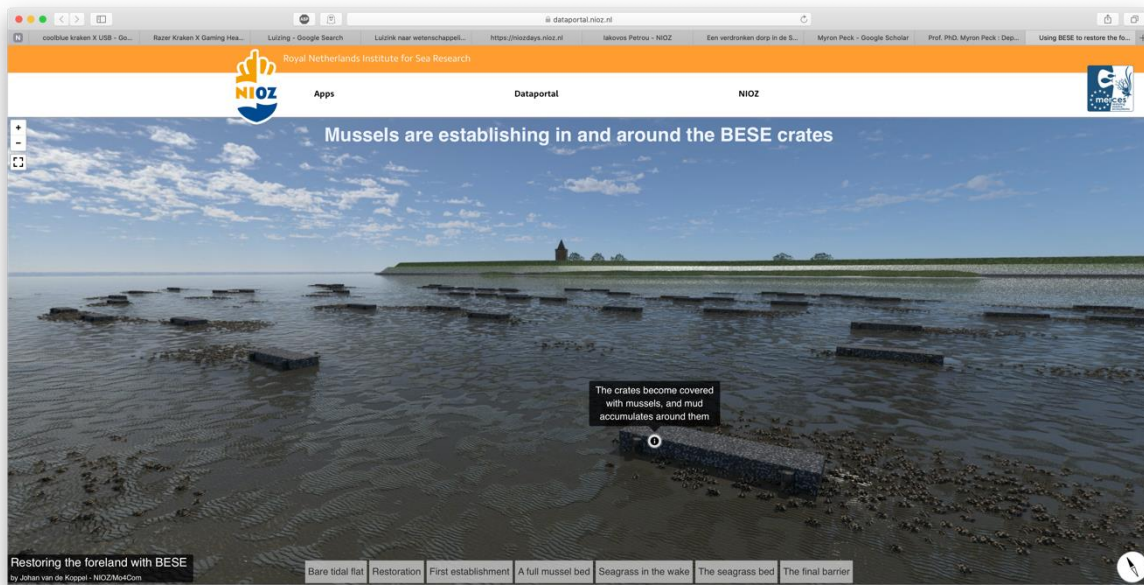 dataportal.nioz.nl
N
coolblue kraken X USB - Go...
Razer Kraken X Gaming Hea...
Luizing - Google Search
Luizink naar wetenschappeli...
https://niozdays.nioz.nl
Iakovos Petrou - NIOZ
Een verdronken dorp in de S...
Myron Peck - Google Scholar
Prof. PhD. Myron Peck : Dep...
Using BESE to restore the fo...
Royal Netherlands Institute for Sea Research
NIOZ
Apps
Dataportal
NIOZ
merces
Mussels are establishing in and around the BESE crates
The crates become covered
with mussels, and mud
accumulates around them
Restoring the foreland with BESE
by Johan van de Koppel - NIOZ/Mo4Com
Bare tidal flat
Restoration
First establishment
A full mussel bed
Seagrass in the wake
The seagrass bed
The final barrier